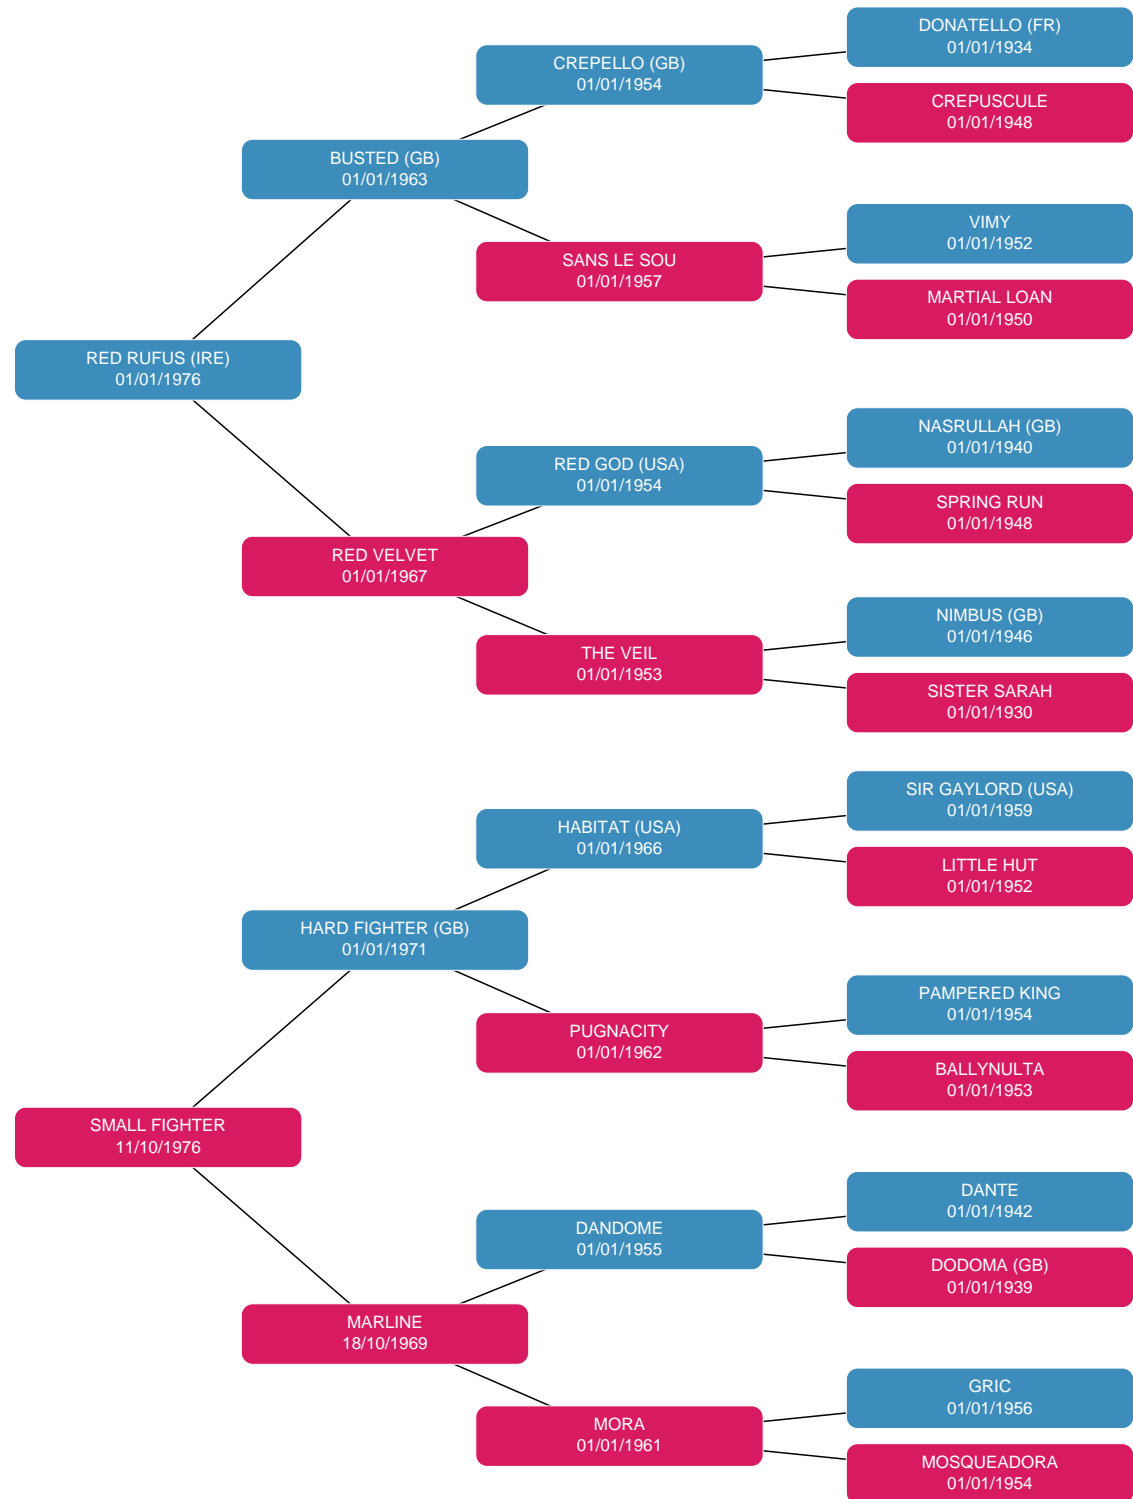 DONATELLO (FR)
01/01/1934
CREPELLO (GB)
01/01/1954
CREPUSCULE
01/01/1948
BUSTED (GB)
01/01/1963
VIMY
01/01/1952
SANS LE SOU
01/01/1957
MARTIAL LOAN
01/01/1950
RED RUFUS (IRE)
01/01/1976
NASRULLAH (GB)
01/01/1940
RED GOD (USA)
01/01/1954
SPRING RUN
01/01/1948
RED VELVET
01/01/1967
NIMBUS (GB)
01/01/1946
THE VEIL
01/01/1953
SISTER SARAH
01/01/1930
SIR GAYLORD (USA)
01/01/1959
HABITAT (USA)
01/01/1966
LITTLE HUT
01/01/1952
HARD FIGHTER (GB)
01/01/1971
PAMPERED KING
01/01/1954
PUGNACITY
01/01/1962
BALLYNULTA
01/01/1953
SMALL FIGHTER
11/10/1976
DANTE
01/01/1942
DANDOME
01/01/1955
DODOMA (GB)
01/01/1939
MARLINE
18/10/1969
GRIC
01/01/1956
MORA
01/01/1961
MOSQUEADORA
01/01/1954